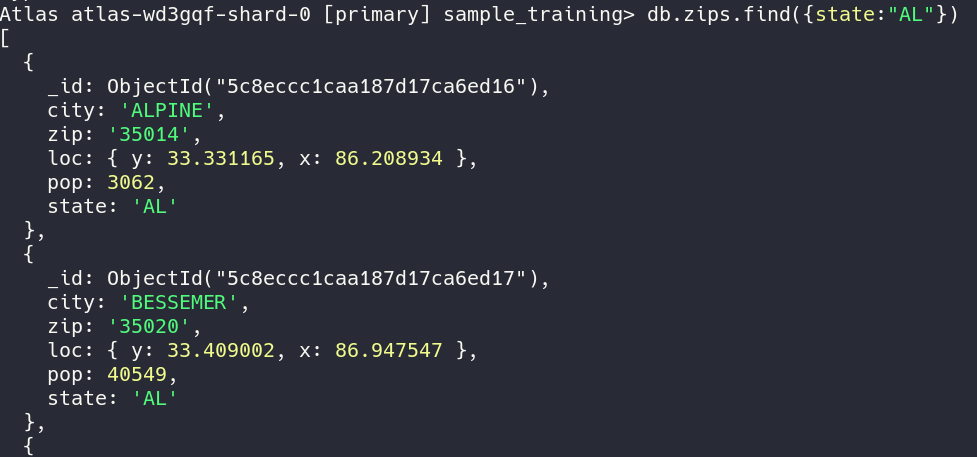 Atlas atlas-wd3gqf-shard-0 [primary] sample_training> db.zips.find({state:"AL"})
[
  {
    _id: ObjectId("5c8eccc1caa187d17ca6ed16"),
    city: 'ALPINE',
    zip: '35014',
    loc: { y: 33.331165, x: 86.208934 },
    pop: 3062,
    state: 'AL'
  },
  {
    _id: ObjectId("5c8eccc1caa187d17ca6ed17"),
    city: 'BESSEMER',
    zip: '35020',
    loc: { y: 33.409002, x: 86.947547 },
    pop: 40549,
    state: 'AL'
  },
  {